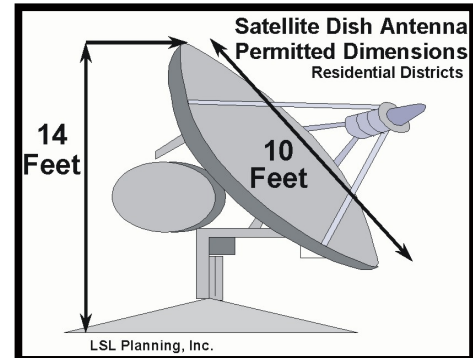 Satellite Dish Antenna
Permitted Dimensions
Residential Districts
14
Feet
10
Feet
LSL Planning, Inc.